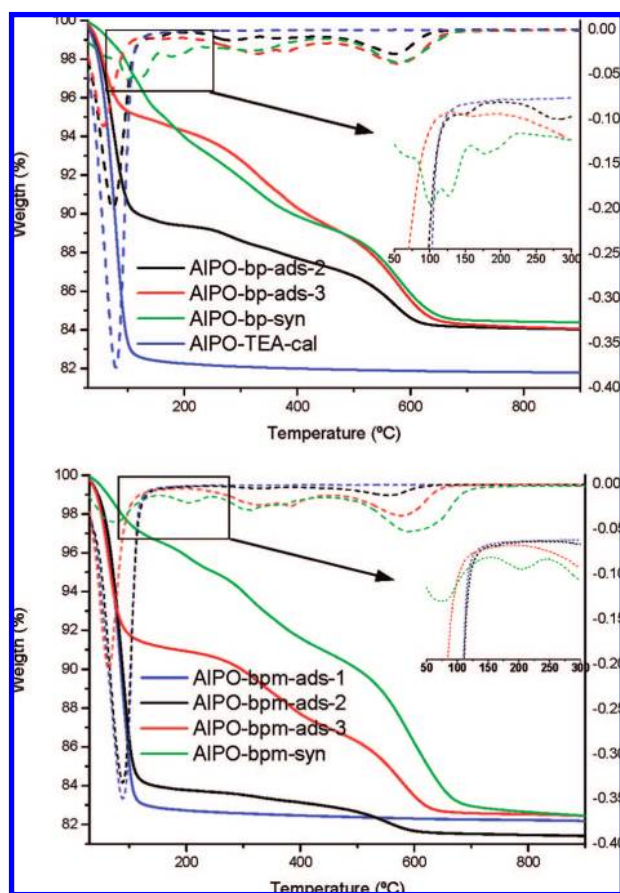 100
98
96
94
92
90
88
86
84
82
Weigth (%)
0.00
-0.05
-0.10
-0.15
-0.20
-0.25
-0.30
-0.35
-0.40
50 100 150 200 250 300
AlPO-bp-ads-2
AlPO-bp-ads-3
AlPO-bp-syn
AlPO-TEA-cal
200 400 600 800
Temperature (ºC)
100
98
96
94
92
90
88
86
84
82
Weigth (%)
0.00
-0.05
-0.10
-0.15
-0.20
-0.25
-0.30
-0.35
-0.40
50 100 150 200 250 300
AlPO-bpm-ads-1
AlPO-bpm-ads-2
AlPO-bpm-ads-3
AlPO-bpm-syn
200 400 600 800
Temperature (ºC)